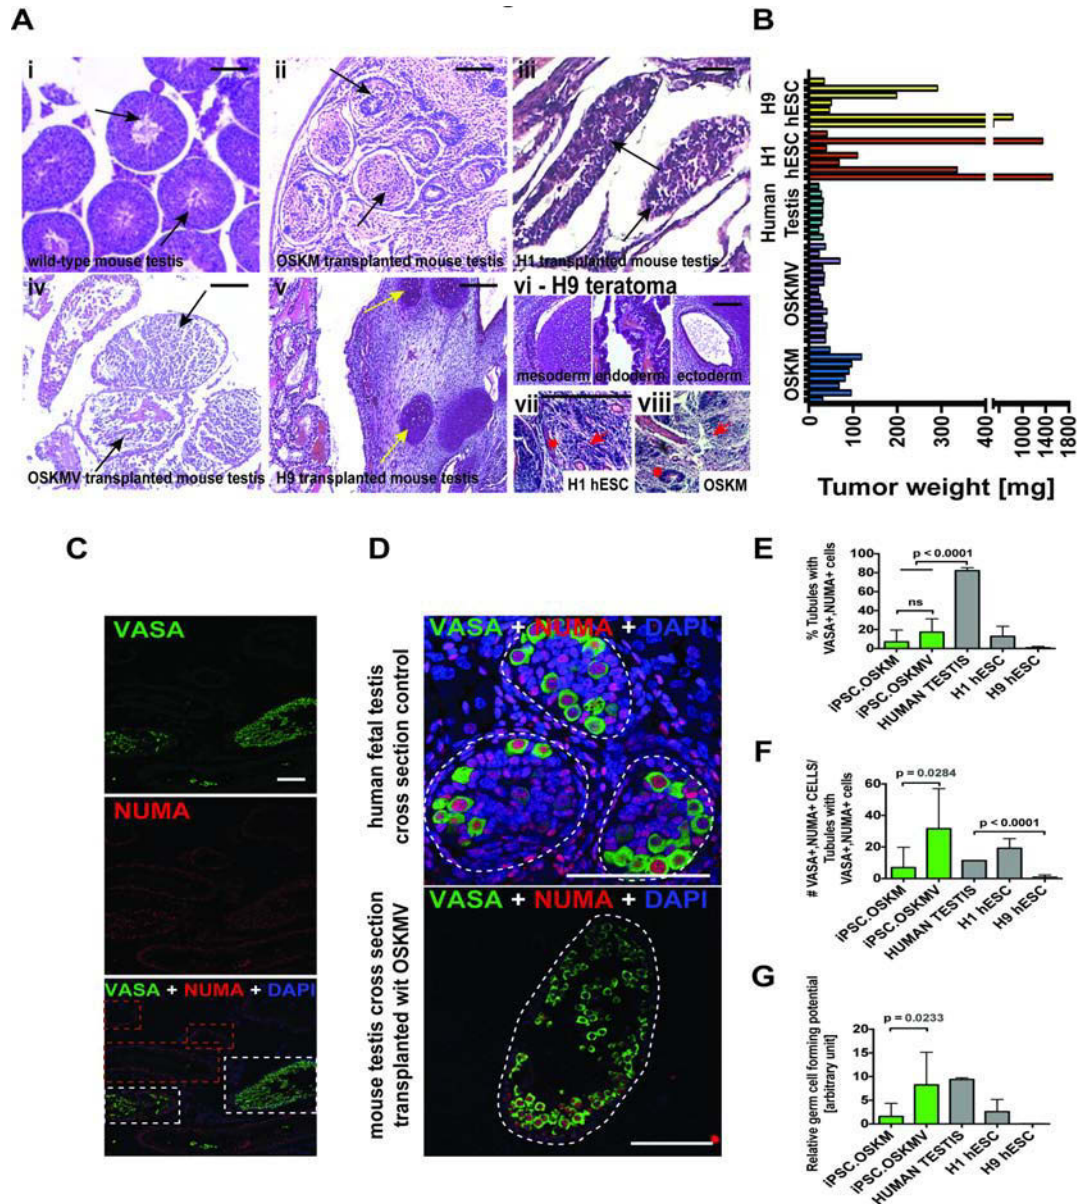 A
i
wild-type mouse testis
ii
OSKM transplanted mouse testis
iii
H1 transplanted mouse testis
iv
OSKMV transplanted mouse testis
v
H9 transplanted mouse testis
vi - H9 teratoma
mesoderm
endoderm
ectoderm
vii
H1 hESC
viii
OSKM
B
H9
hESC
H1
hESC
Human
Testis
OSKMV
OSKM
0
100
200
300
400
1000
1400
1800
Tumor weight [mg]
C
VASA
NUMA
VASA + NUMA + DAPI
D
human fetal testis
cross section control
VASA + NUMA + DAPI
mouse testis cross section
transplanted wit OSKMV
VASA + NUMA + DAPI
E
% Tubules with
VASA+,NUMA+ cells
100
80
60
40
20
0
p < 0.0001
ns
iPSC.OSKM
iPSC.OSKMV
HUMAN TESTIS
H1 hESC
H9 hESC
F
# VASA+,NUMA+ CELLS/
Tubules with
VASA+,NUMA+ cells
60
40
20
0
p = 0.0284
p < 0.0001
iPSC.OSKM
iPSC.OSKMV
HUMAN TESTIS
H1 hESC
H9 hESC
G
Relative germ cell forming potential
[arbitrary unit]
20
15
10
5
0
p = 0.0233
iPSC.OSKM
iPSC.OSKMV
HUMAN TESTIS
H1 hESC
H9 hESC